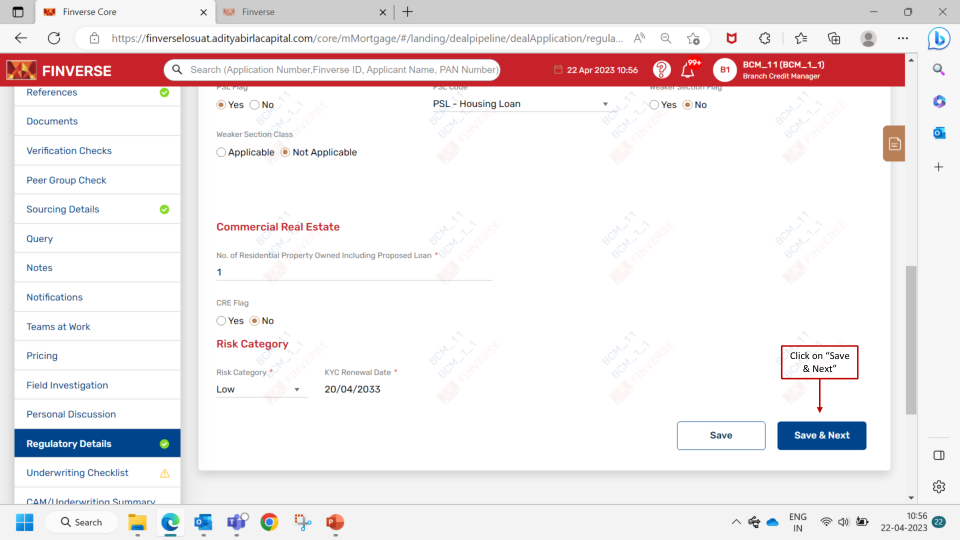 Finverse Core
Finverse
https://finverselosuat.adityabirlacapital.com/core/mMortgage/#/landing/dealpipeline/dealApplication/regula...
FINVERSE
Search (Application Number,Finverse ID, Applicant Name, PAN Number)
22 Apr 2023 10:56
99+
B1
BCM_11 (BCM_1_1)
Branch Credit Manager
References
Documents
Verification Checks
Peer Group Check
Sourcing Details
Query
Notes
Notifications
Teams at Work
Pricing
Field Investigation
Personal Discussion
Regulatory Details
Underwriting Checklist
CAM/Underwriting Summary
PSL Flag
Yes No
PSL Code
PSL - Housing Loan
Weaker Section Flag
Yes No
Weaker Section Class
Applicable Not Applicable
Commercial Real Estate
No. of Residential Property Owned Including Proposed Loan *
1
CRE Flag
Yes No
Risk Category
Risk Category *
Low
KYC Renewal Date *
20/04/2033
Click on "Save
& Next"
Save
Save & Next
BCM_11
BCM_1_1
FINVERSE
Search
ENG
IN
10:56
22-04-2023
22